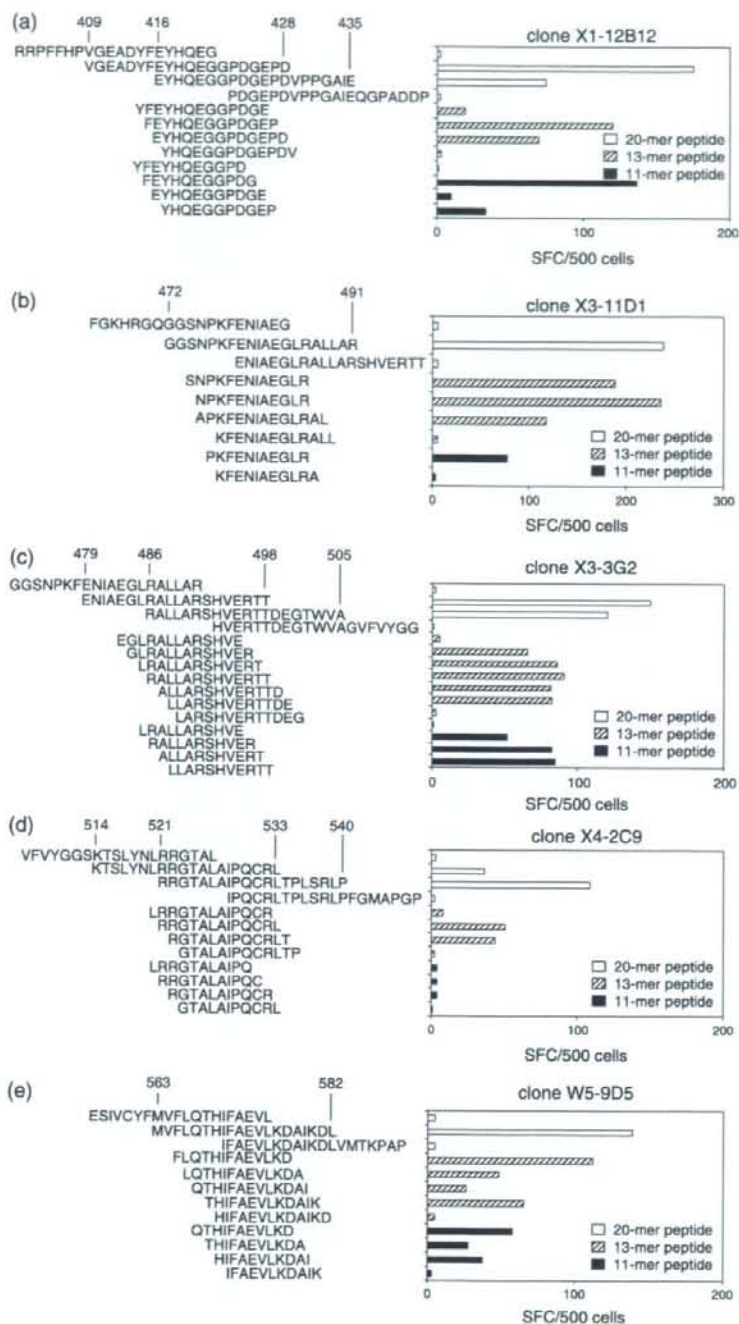 (a)
409 416 428 435
clone X1-12B12
RRPFFHPVGEADYFEYHQEG
VGEADYFEYHQEGGPDGEPD
EYHQEGGPDGEPDVPPGAIE
PDGEPDVPPGAIEQGPADDP
YFEYHQEGGPDGE
FEYHQEGGPDGEP
EYHQEGGPDGEPD
YHQEGGPDGEPDV
YFEYHQEGGPD
FEYHQEGGPDG
EYHQEGGPDGE
YHQEGGPDGEP
20-mer peptide
13-mer peptide
11-mer peptide
0 100 200
SFC/500 cells
(b)
472 491
clone X3-11D1
FGKHRGQGGSNPKFENIAEG
GGSNPKFENIAEGLRALLAR
ENIAEGLRALLARSHVERTT
SNPKFENIAEGLR
NPKFENIAEGLR
APKFENIAEGLRAL
KFENIAEGLRALL
PKFENIAEGLR
KFENIAEGLRA
20-mer peptide
13-mer peptide
11-mer peptide
0 100 200 300
SFC/500 cells
(c)
479 486 498 505
clone X3-3G2
GGSNPKFENIAEGLRALLAR
ENIAEGLRALLARSHVERTT
RALLARSHVERTTDEGTWVA
HVERTTDEGTWVAGVFVYGG
EGLRALLARSHVE
GLRALLARSHVER
LRALLARSHVERT
RALLARSHVERTT
ALLARSHVERTTD
LLARSHVERTTDE
LARSHVERTTDEG
LRALLARSHVE
RALLARSHVER
ALLARSHVERT
LLARSHVERTT
20-mer peptide
13-mer peptide
11-mer peptide
0 100 200
SFC/500 cells
(d)
514 521 533 540
clone X4-2C9
VFVYGGSKTSLYNLRRGTAL
KTSLYNLRRGTALAIPQCRL
RRGTALAIPQCRLTPLSRLP
IPQCRLTPLSRLPFGMAPGP
LRRGTALAIPQCR
RRGTALAIPQCRL
RGTALAIPQCRLT
GTALAIPQCRLTP
LRRGTALAIPQ
RRGTALAIPQC
RGTALAIPQCR
GTALAIPQCRL
20-mer peptide
13-mer peptide
11-mer peptide
0 100 200
SFC/500 cells
(e)
563 582
clone W5-9D5
ESIVCYFMVFLQTHIFAEVL
MVFLQTHIFAEVLKDAIKDL
IFAEVLKDAIKDLVMTKPAP
FLQTHIFAEVLKD
LQTHIFAEVLKDA
QTHIFAEVLKDAI
THIFAEVLKDAIK
HIFAEVLKDAIKD
QTHIFAEVLKD
THIFAEVLKDA
HIFAEVLKDAI
IFAEVLKDAIK
20-mer peptide
13-mer peptide
11-mer peptide
0 100 200
SFC/500 cells